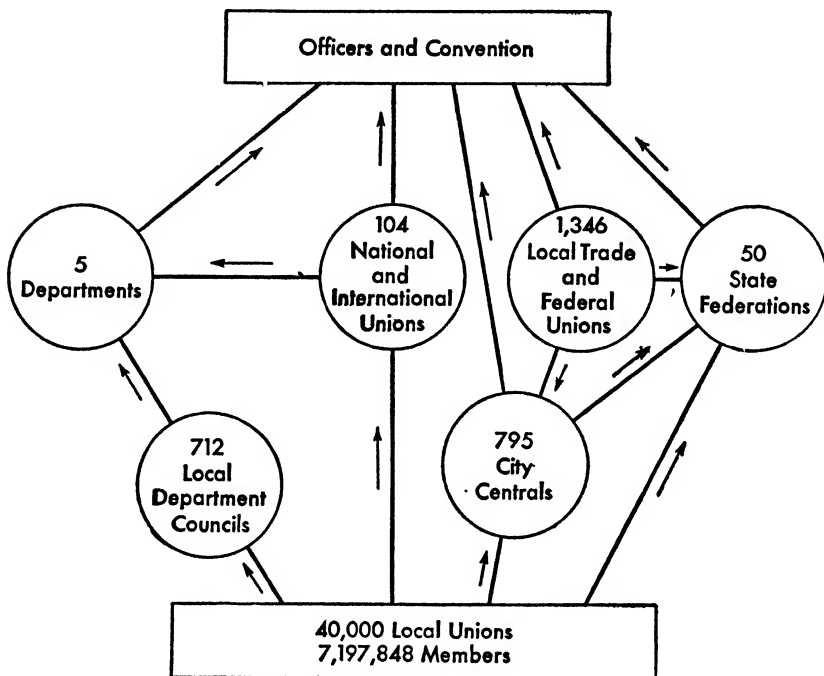 Officers and Convention
5
Departments
104
National
and
International
Unions
1,346
Local Trade
and
Federal
Unions
50
State
Federations
712
Local
Department
Councils
795
City
Centrals
40,000 Local Unions
7,197,848 Members